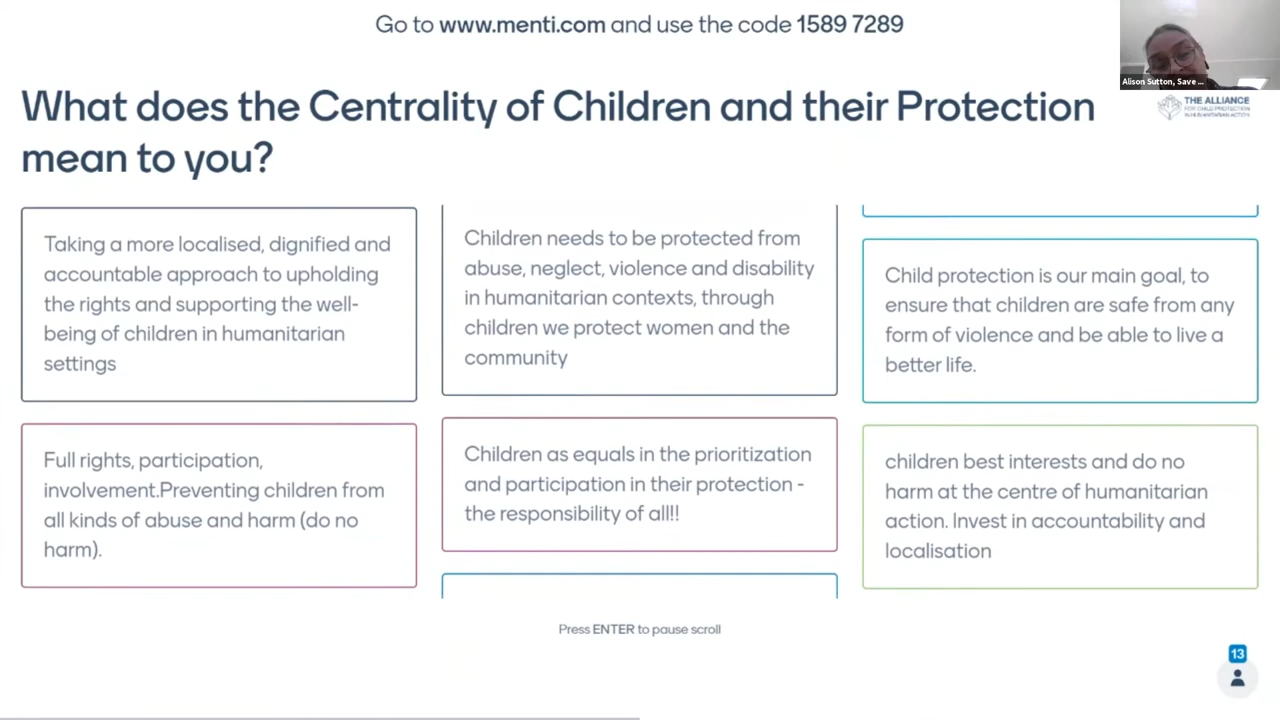 Go to www.menti.com and use the code 1589 7289
Alison Sutton, Save ...
THE ALLIANCE
FOR CHILD PROTECTION
IN HUMANITARIAN ACTION
What does the Centrality of Children and their Protection
mean to you?
Taking a more localised, dignified and
accountable approach to upholding
the rights and supporting the well-
being of children in humanitarian
settings
Full rights, participation,
involvement.Preventing children from
all kinds of abuse and harm (do no
harm).
Children needs to be protected from
abuse, neglect, violence and disability
in humanitarian contexts, through
children we protect women and the
community
Children as equals in the prioritization
and participation in their protection -
the responsibility of all!!
Child protection is our main goal, to
ensure that children are safe from any
form of violence and be able to live a
better life.
children best interests and do no
harm at the centre of humanitarian
action. Invest in accountability and
localisation
Press ENTER to pause scroll
13